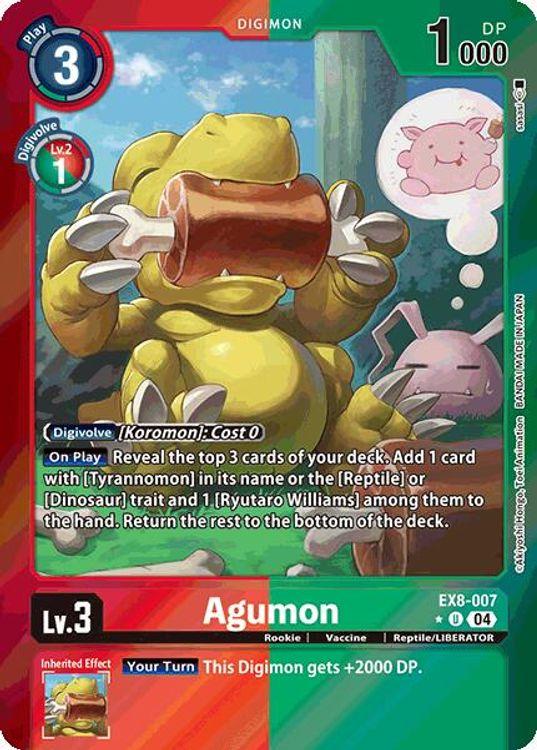 Play
3
DIGIMON
DP
1000
Digivolve
Lv.2
1
sasasi
©Akiyoshi Hongo, Toei Animation BANDAI MADE IN JAPAN
Digivolve [Koromon]: Cost 0
On Play Reveal the top 3 cards of your deck. Add 1 card
with [Tyrannomon] in its name or the [Reptile] or
[Dinosaur] trait and 1 [Ryutaro Williams] among them to
the hand. Return the rest to the bottom of the deck.
EX8-007
Lv.3
Agumon
U 04
Rookie | Vaccine | Reptile/LIBERATOR
Inherited Effect
Your Turn This Digimon gets +2000 DP.